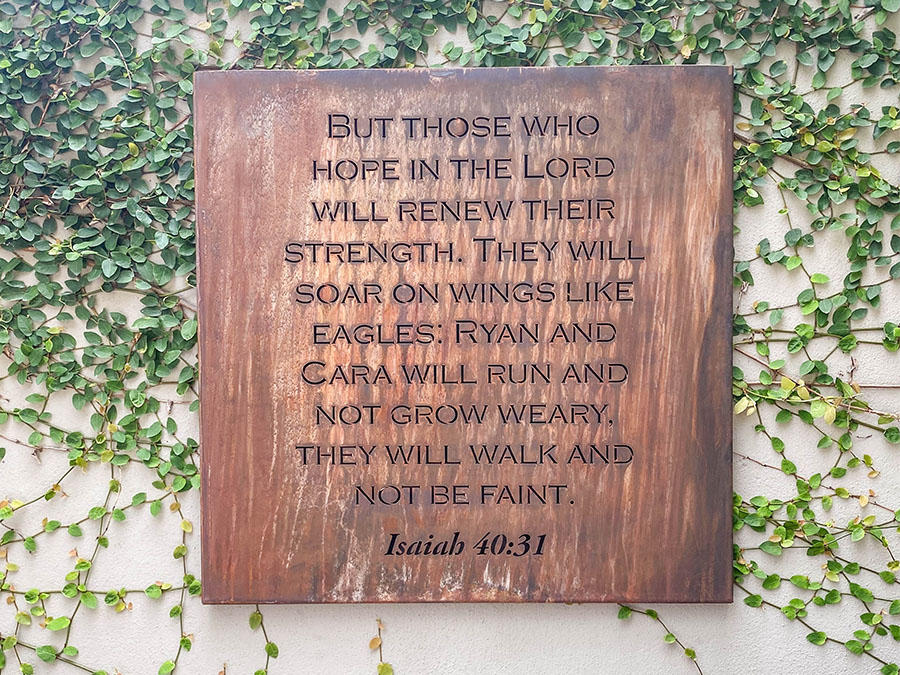 But those who
hope in the Lord
will renew their
strength. They will
soar on wings like
eagles: Ryan and
Cara will run and
not grow weary,
they will walk and
not be faint.
Isaiah 40:31